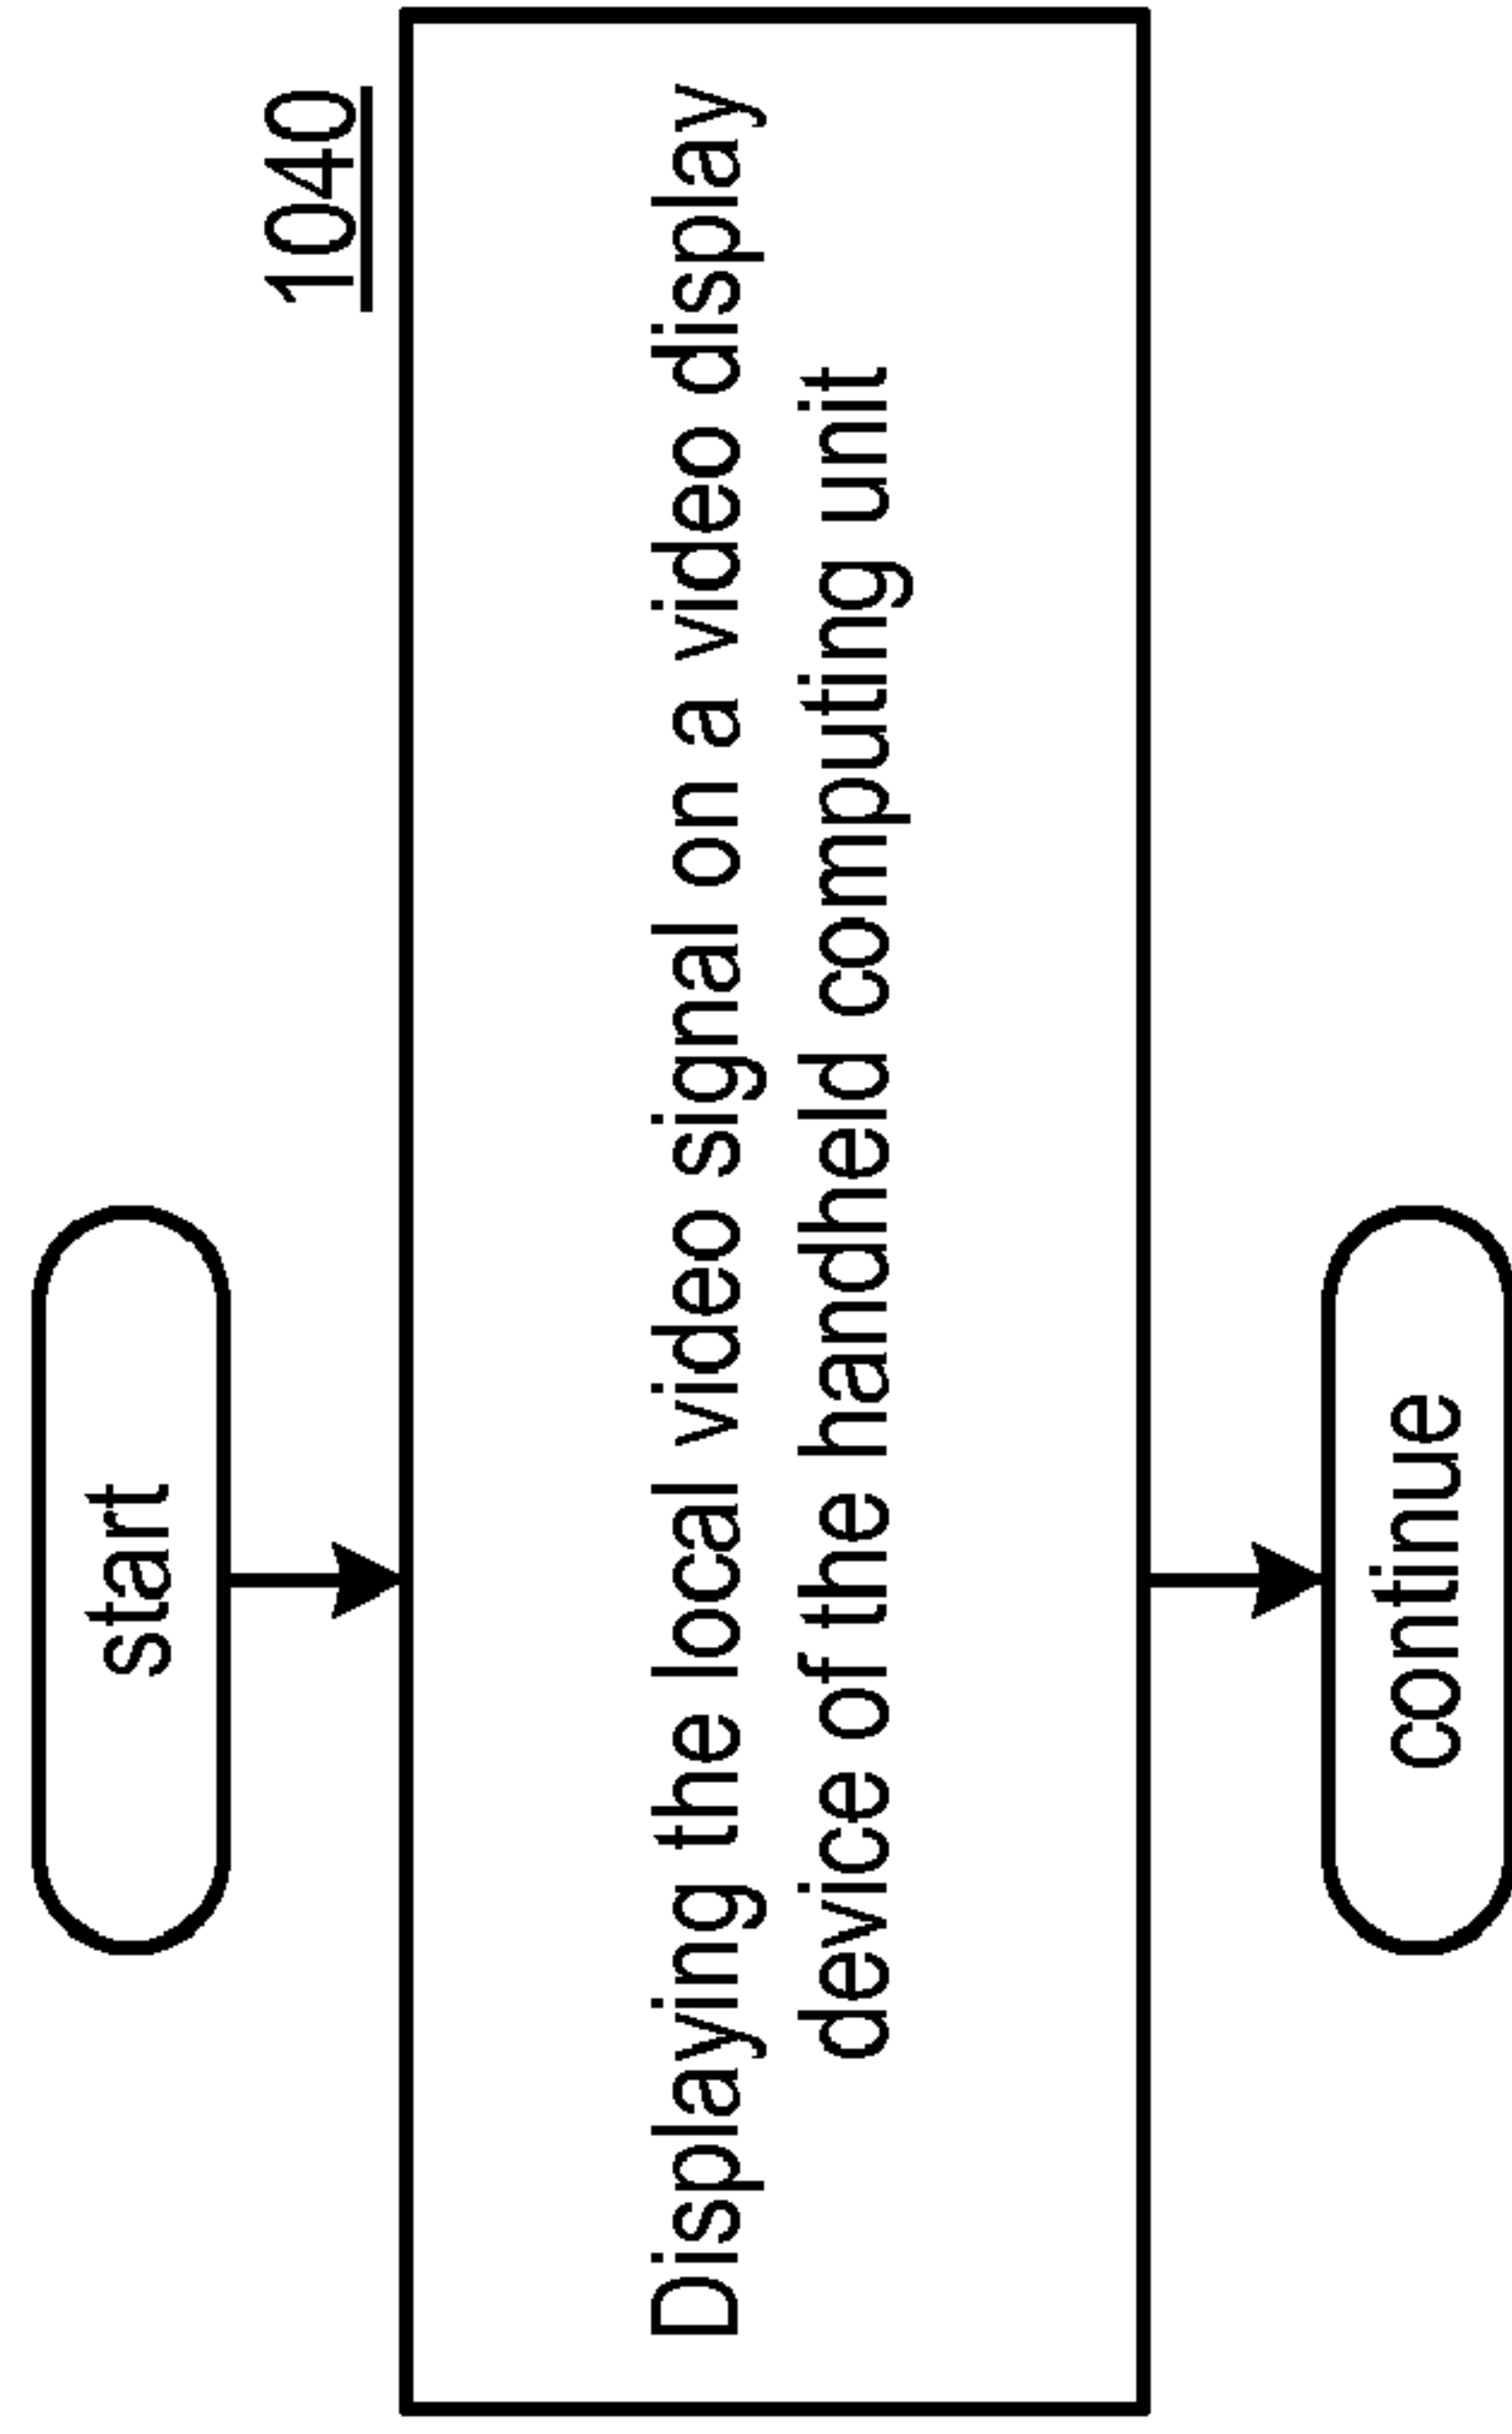 start
1040
Displaying the local video signal on a video display
device of the handheld computing unit
continue